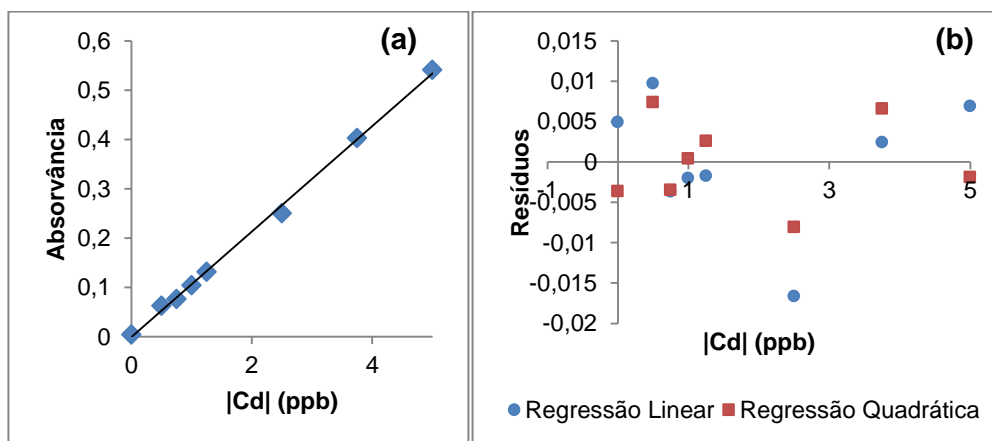 (a)
0,6
0,5
0,4
0,3
0,2
0,1
0
Absorvância
0
2
4
|Cd| (ppb)
(b)
0,015
0,01
0,005
0
-0,005
-0,01
-0,015
-0,02
Resíduos
-1
1
3
5
|Cd| (ppb)
Regressão Linear
Regressão Quadrática